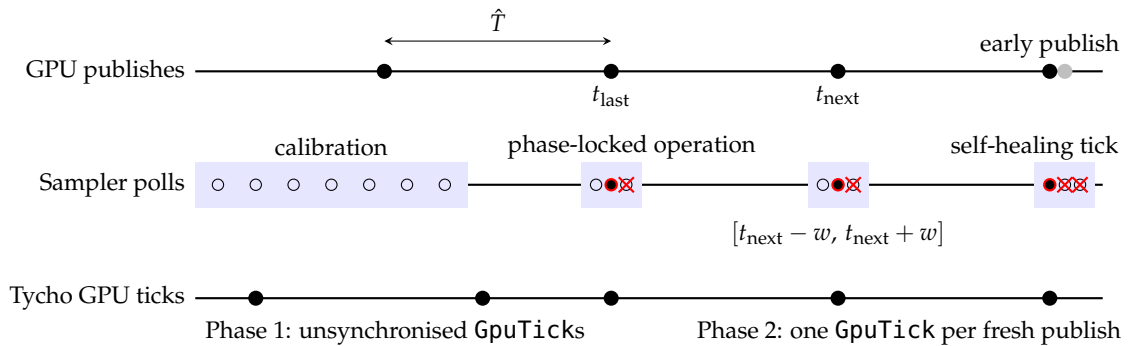 T̂
early publish
GPU publishes
t_last
t_next
calibration
phase-locked operation
self-healing tick
Sampler polls
[t_next − w, t_next + w]
Tycho GPU ticks
Phase 1: unsynchronised GpuTicks
Phase 2: one GpuTick per fresh publish